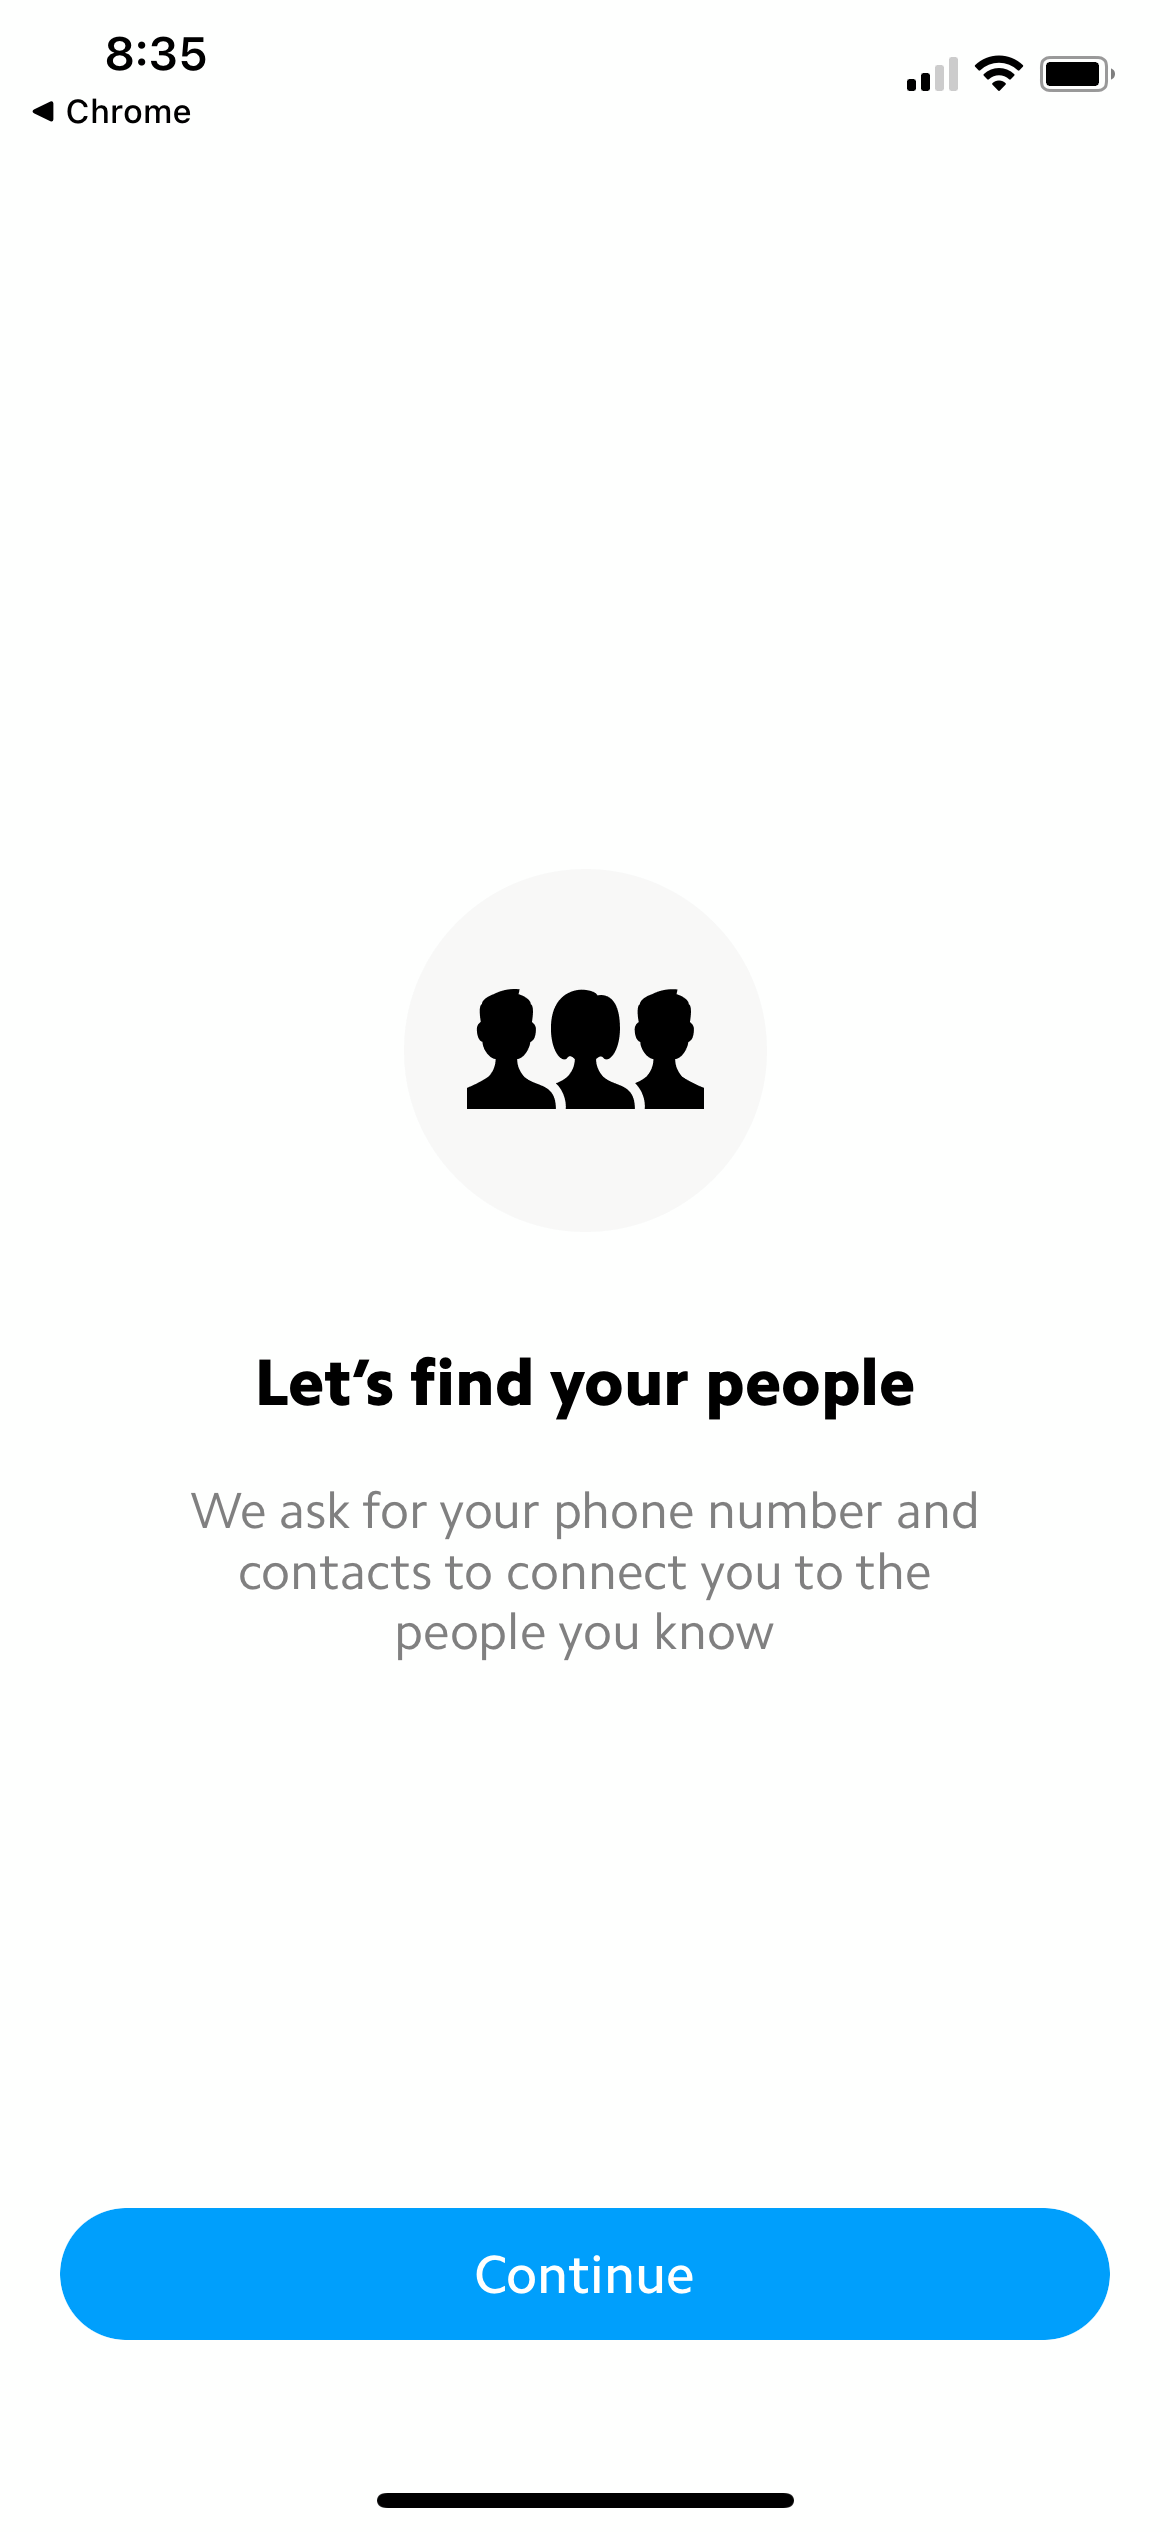 8:35
◀ Chrome
Let’s find your people
We ask for your phone number and
contacts to connect you to the
people you know
Continue